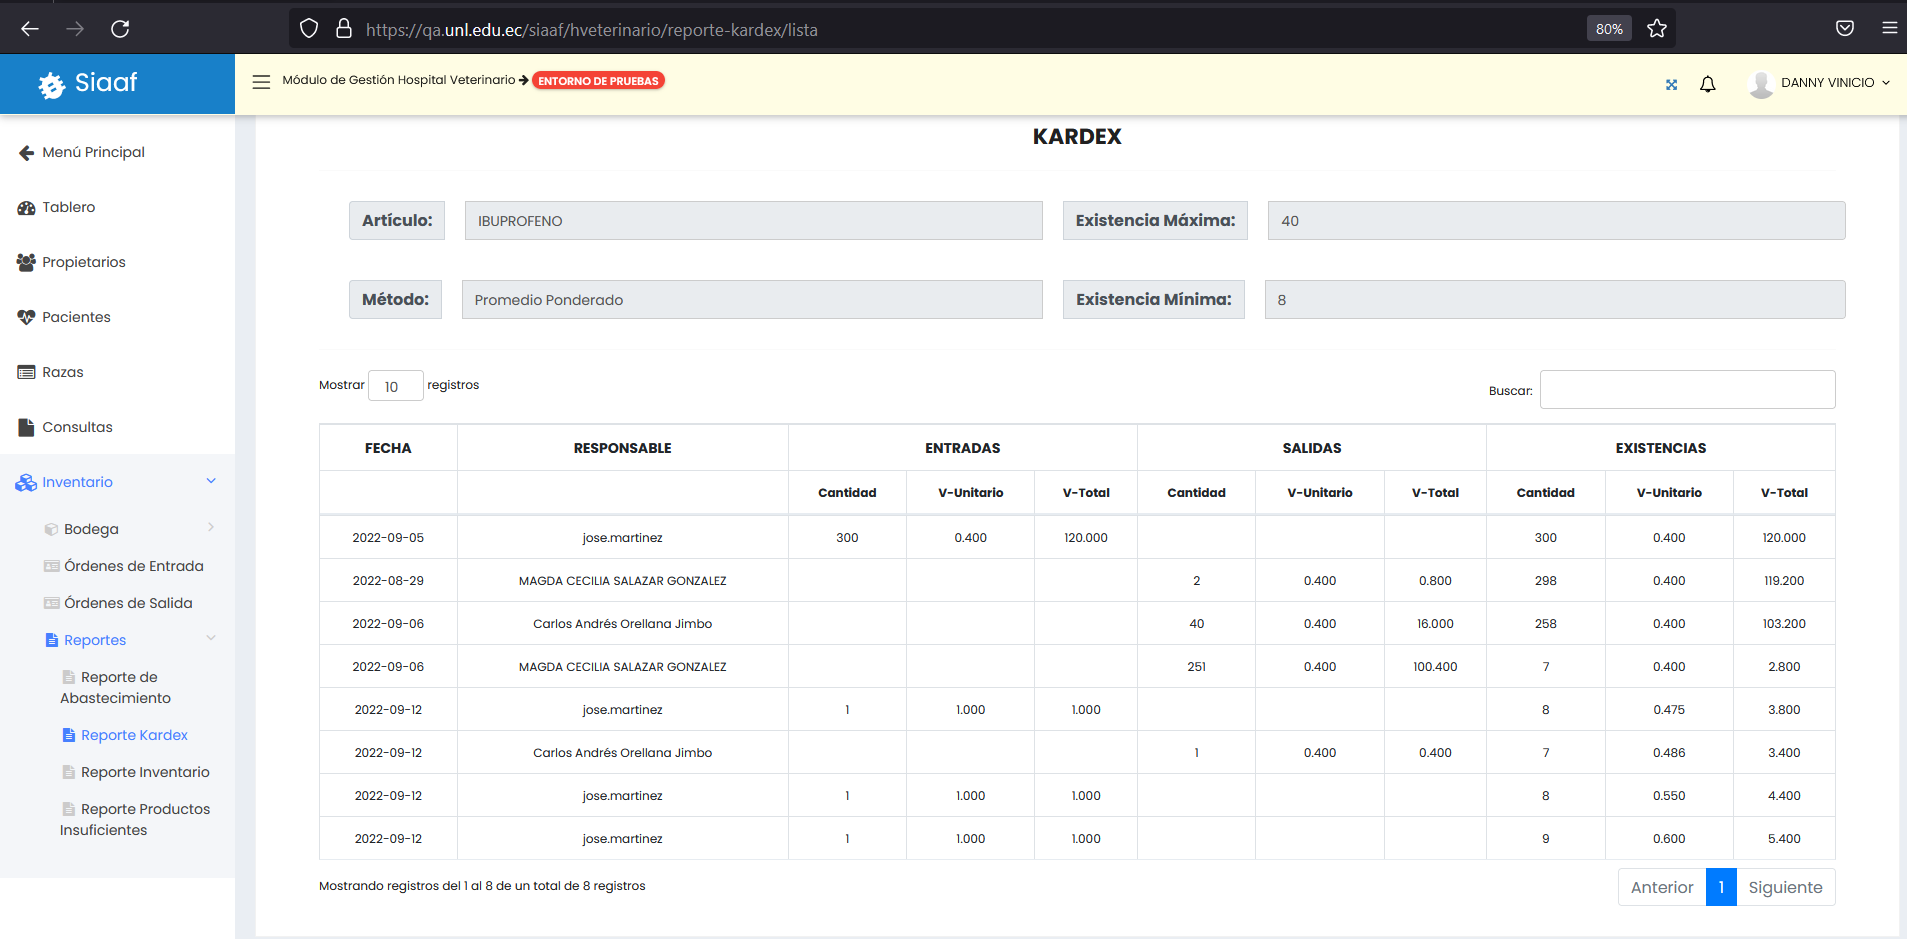 https://qa.unl.edu.ec/siaaf/hveterinario/reporte-kardex/lista
80%
Siaaf
Módulo de Gestión Hospital Veterinario ENTORNO DE PRUEBAS
DANNY VINICIO
Menú Principal
Tablero
Propietarios
Pacientes
Razas
Consultas
Inventario
Bodega
Órdenes de Entrada
Órdenes de Salida
Reportes
Reporte de
Abastecimiento
Reporte Kardex
Reporte Inventario
Reporte Productos
Insuficientes
KARDEX
Artículo: IBUPROFENO Existencia Máxima: 40
Método: Promedio Ponderado Existencia Mínima: 8
Mostrar 10 registros
Buscar:
FECHA RESPONSABLE ENTRADAS SALIDAS EXISTENCIAS
Cantidad V-Unitario V-Total Cantidad V-Unitario V-Total Cantidad V-Unitario V-Total
2022-09-05 jose.martinez 300 0.400 120.000 300 0.400 120.000
2022-08-29 MAGDA CECILIA SALAZAR GONZALEZ 2 0.400 0.800 298 0.400 119.200
2022-09-06 Carlos Andrés Orellana Jimbo 40 0.400 16.000 258 0.400 103.200
2022-09-06 MAGDA CECILIA SALAZAR GONZALEZ 251 0.400 100.400 7 0.400 2.800
2022-09-12 jose.martinez 1 1.000 1.000 8 0.475 3.800
2022-09-12 Carlos Andrés Orellana Jimbo 1 0.400 0.400 7 0.486 3.400
2022-09-12 jose.martinez 1 1.000 1.000 8 0.550 4.400
2022-09-12 jose.martinez 1 1.000 1.000 9 0.600 5.400
Mostrando registros del 1 al 8 de un total de 8 registros
Anterior 1 Siguiente